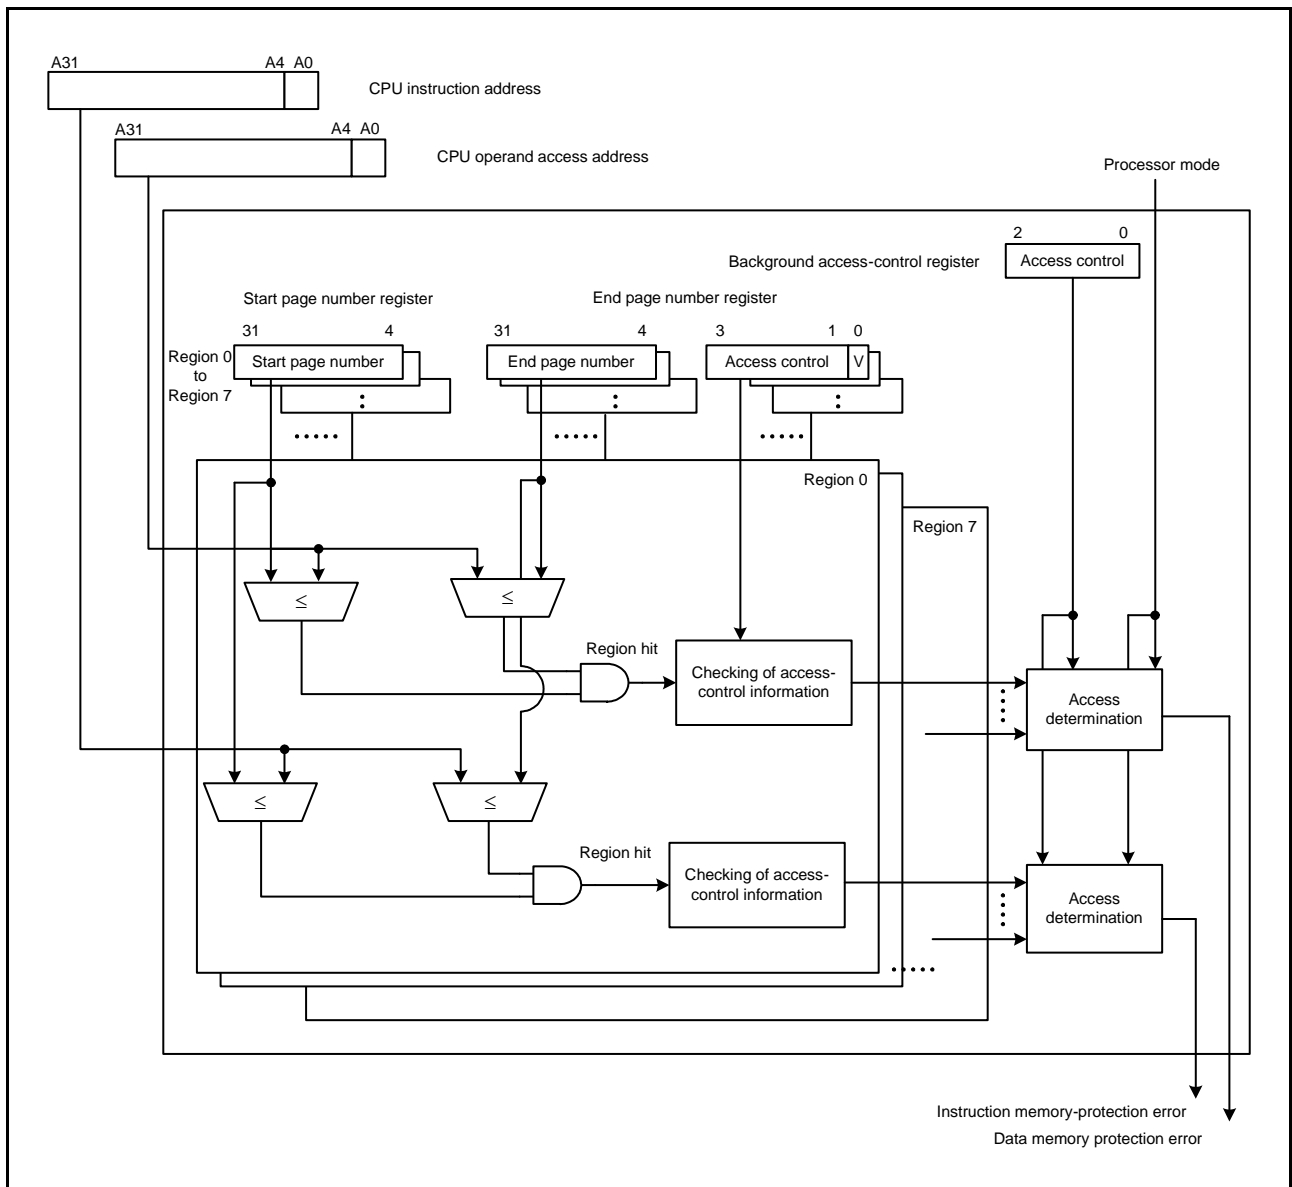 A31 A4 A0
CPU instruction address
A31 A4 A0
CPU operand access address
Processor mode
2 0
Background access-control register
Access control
Start page number register
End page number register
31 4
31 4
3 1 0
Region 0
to
Region 7
Start page number
End page number
Access control
V
:
:
:
.....
.....
.....
Region 0
Region 7
≤
≤
Region hit
Checking of access-
control information
Access
determination
≤
≤
Region hit
Checking of access-
control information
Access
determination
.....
Instruction memory-protection error
Data memory protection error